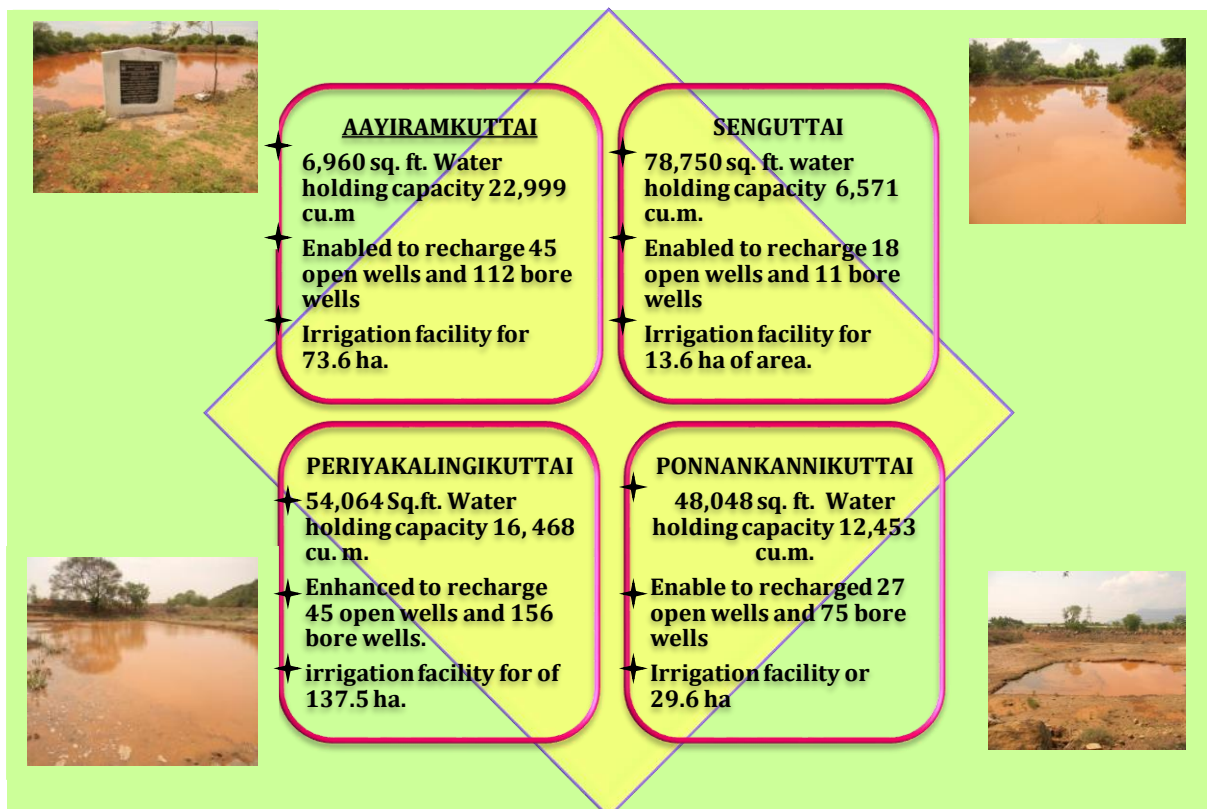 AAYIRAMKUTTAI
6,960 sq. ft. Water
holding capacity 22,999
cu.m
Enabled to recharge 45
open wells and 112 bore
wells
Irrigation facility for
73.6 ha.
SENGUTTAI
78,750 sq. ft. water
holding capacity 6,571
cu.m.
Enabled to recharge 18
open wells and 11 bore
wells
Irrigation facility for
13.6 ha of area.
PERIYAKALINGIKUTTAI
54,064 Sq.ft. Water
holding capacity 16, 468
cu. m.
Enhanced to recharge
45 open wells and 156
bore wells.
irrigation facility for of
137.5 ha.
PONNANKANNIKUTTAI
48,048 sq. ft. Water
holding capacity 12,453
cu.m.
Enable to recharged 27
open wells and 75 bore
wells
Irrigation facility or
29.6 ha